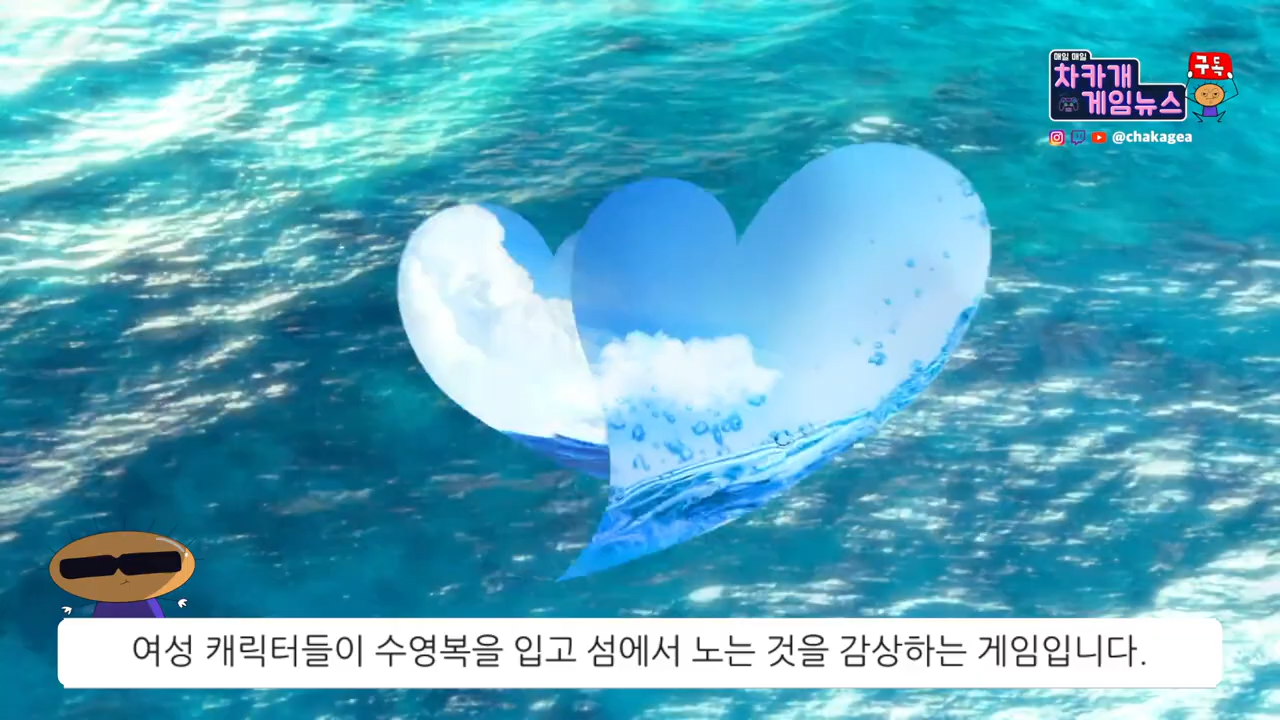 매일 매일
차카개
게임뉴스
구독
@chakagea
여성 캐릭터들이 수영복을 입고 섬에서 노는 것을 감상하는 게임입니다.